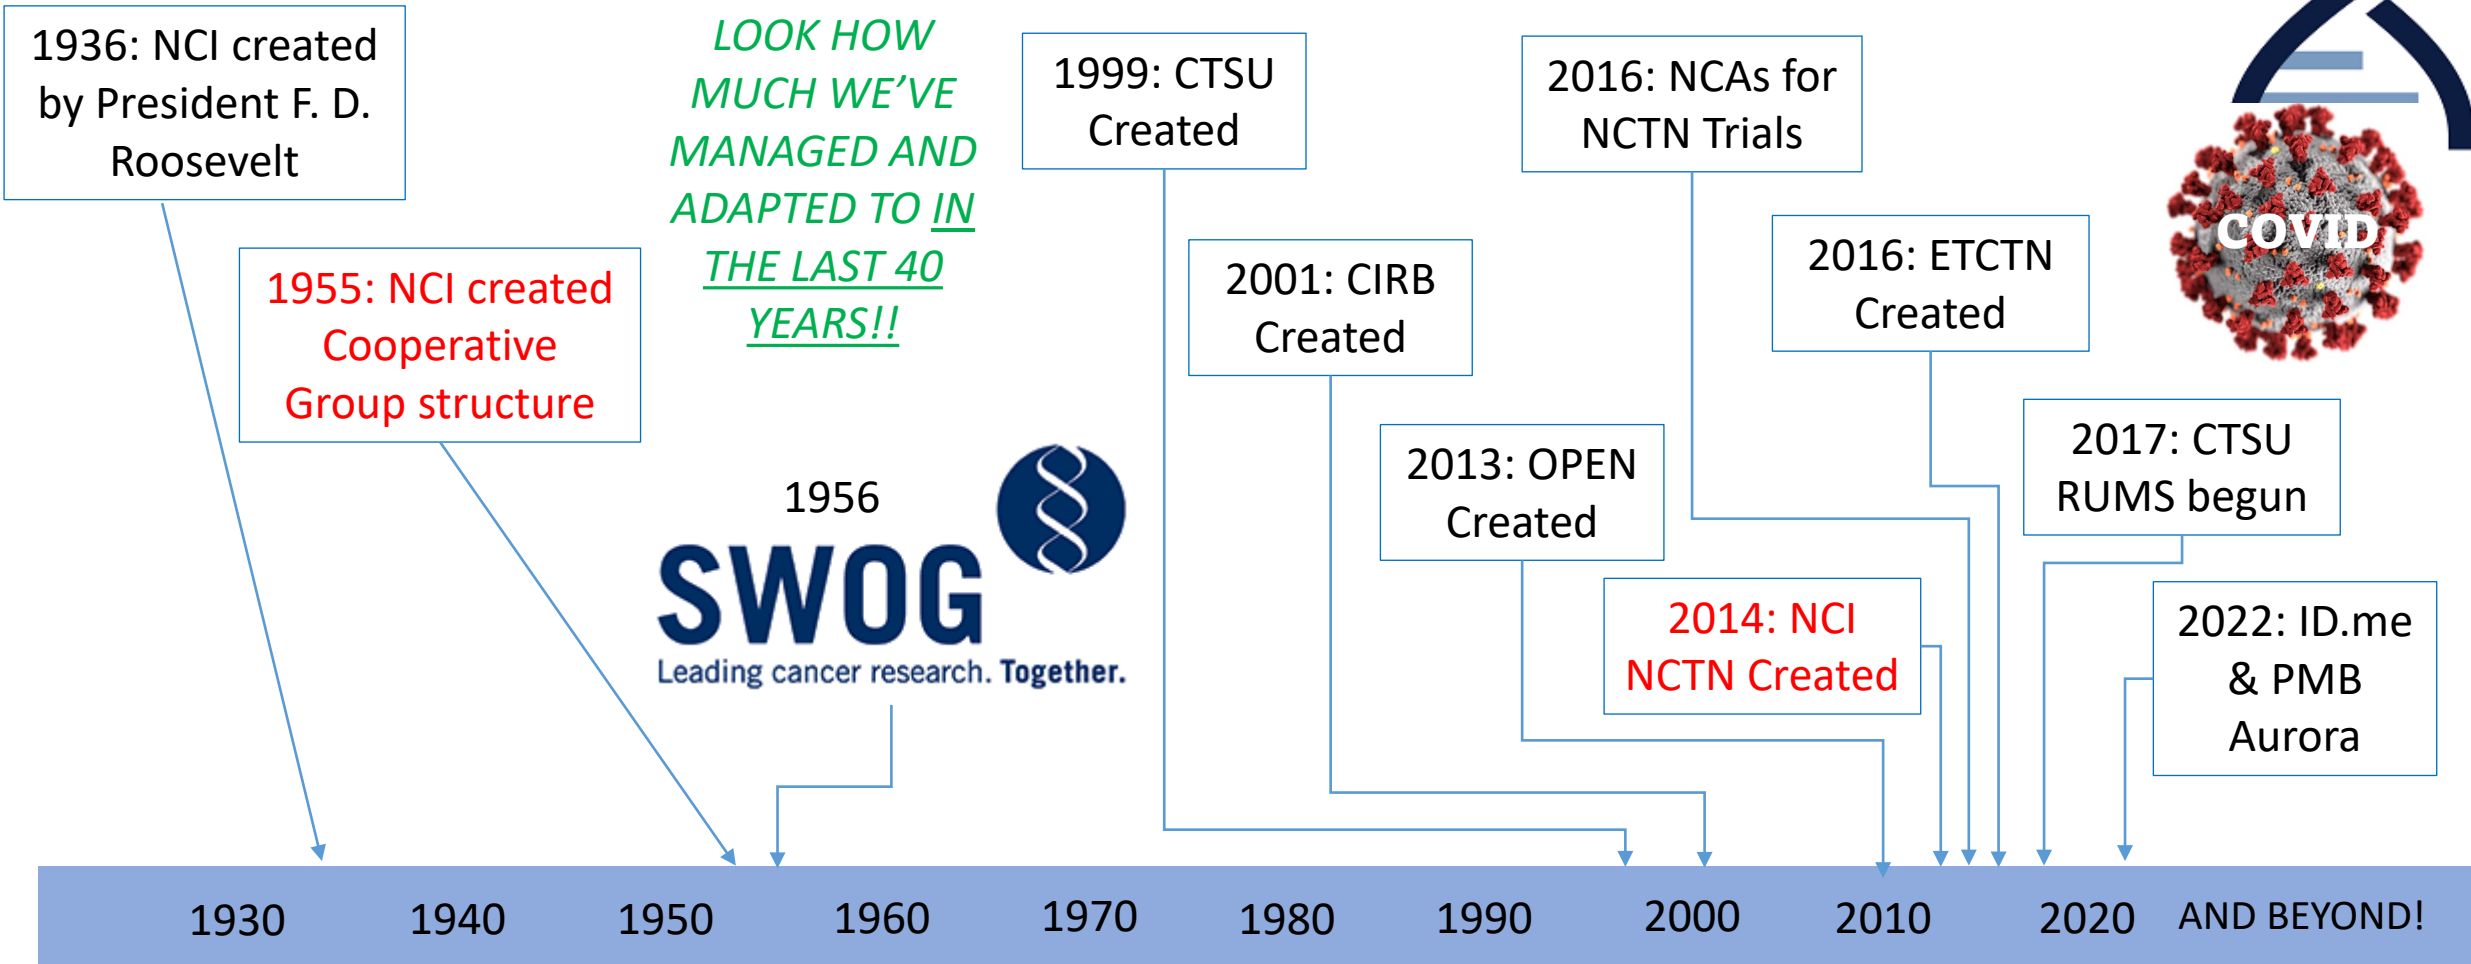 1936: NCI created
by President F. D.
Roosevelt
1955: NCI created
Cooperative
Group structure
LOOK HOW
MUCH WE’VE
MANAGED AND
ADAPTED TO IN
THE LAST 40
YEARS!!
1956
SWOG
Leading cancer research. Together.
1999: CTSU
Created
2001: CIRB
Created
2013: OPEN
Created
2016: NCAs for
NCTN Trials
2014: NCI
NCTN Created
2016: ETCTN
Created
COVID
2017: CTSU
RUMS begun
2022: ID.me
& PMB
Aurora
1930 1940 1950 1960 1970 1980 1990 2000 2010 2020 AND BEYOND!